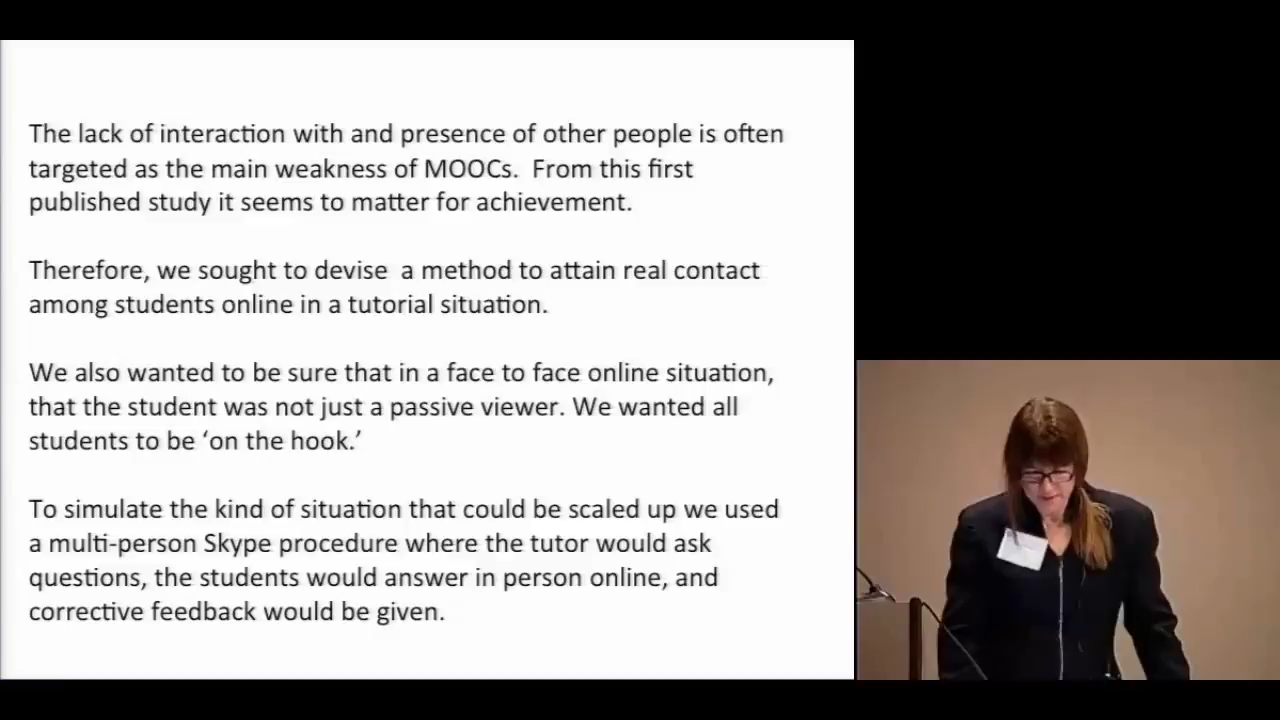 The lack of interaction with and presence of other people is often
targeted as the main weakness of MOOCs.  From this first
published study it seems to matter for achievement.
Therefore, we sought to devise  a method to attain real contact
among students online in a tutorial situation.
We also wanted to be sure that in a face to face online situation,
that the student was not just a passive viewer. We wanted all
students to be ‘on the hook.’
To simulate the kind of situation that could be scaled up we used
a multi-person Skype procedure where the tutor would ask
questions, the students would answer in person online, and
corrective feedback would be given.